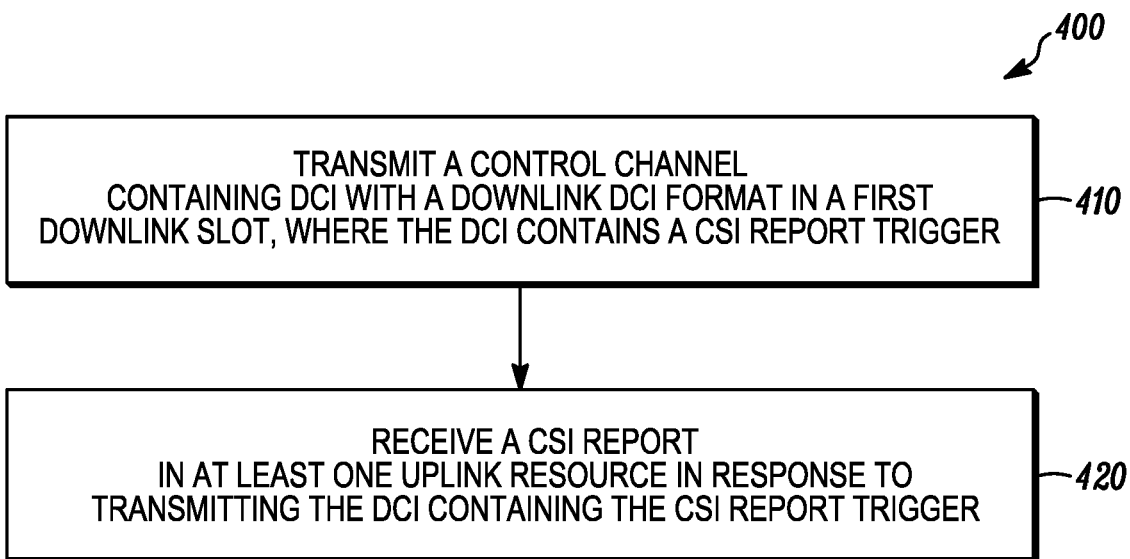 400
TRANSMIT A CONTROL CHANNEL
CONTAINING DCI WITH A DOWNLINK DCI FORMAT IN A FIRST
DOWNLINK SLOT, WHERE THE DCI CONTAINS A CSI REPORT TRIGGER
410
RECEIVE A CSI REPORT
IN AT LEAST ONE UPLINK RESOURCE IN RESPONSE TO
TRANSMITTING THE DCI CONTAINING THE CSI REPORT TRIGGER
420